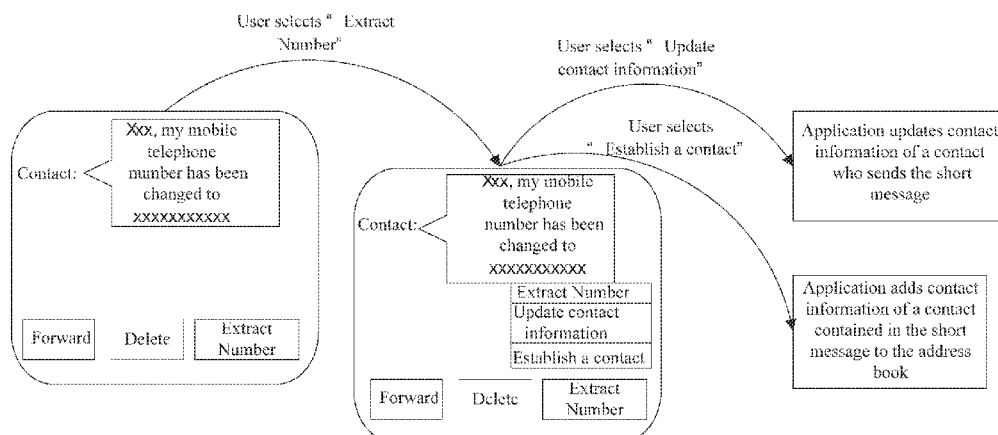 User selects “ Extract
Number”
User selects “ Update
contact information”
User selects
“ Establish a contact”
Contact:
Xxx, my mobile
telephone
number has been
changed to
xxxxxxxxxxx
Forward
Delete
Extract
Number
Contact:
Xxx, my mobile
telephone
number has been
changed to
xxxxxxxxxxx
Extract Number
Update contact
information
Establish a contact
Forward
Delete
Extract
Number
Application updates contact
information of a contact
who sends the short
message
Application adds contact
information of a contact
contained in the short
message to the address
book